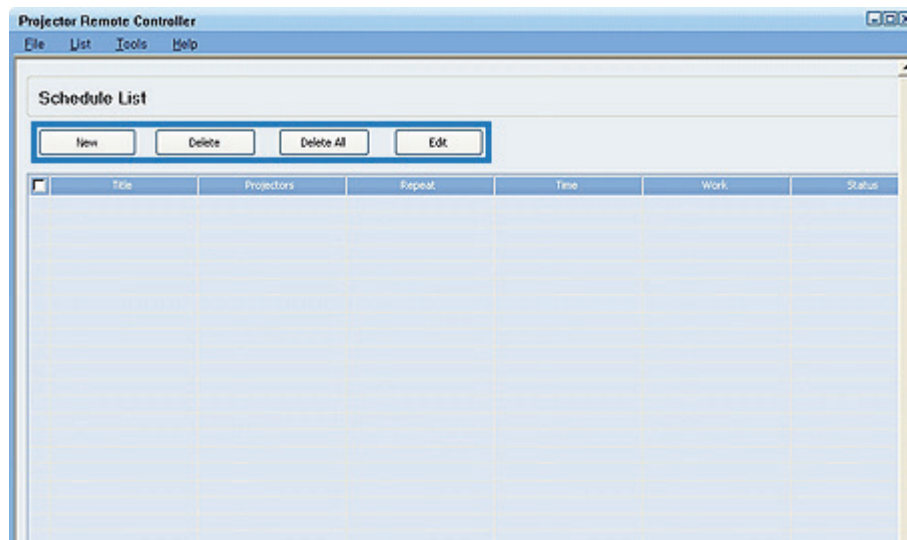 Projector Remote Controller
File List Tools Help
Schedule List
New Delete Delete All Edit
Title Projectors Repeat Time Work Status